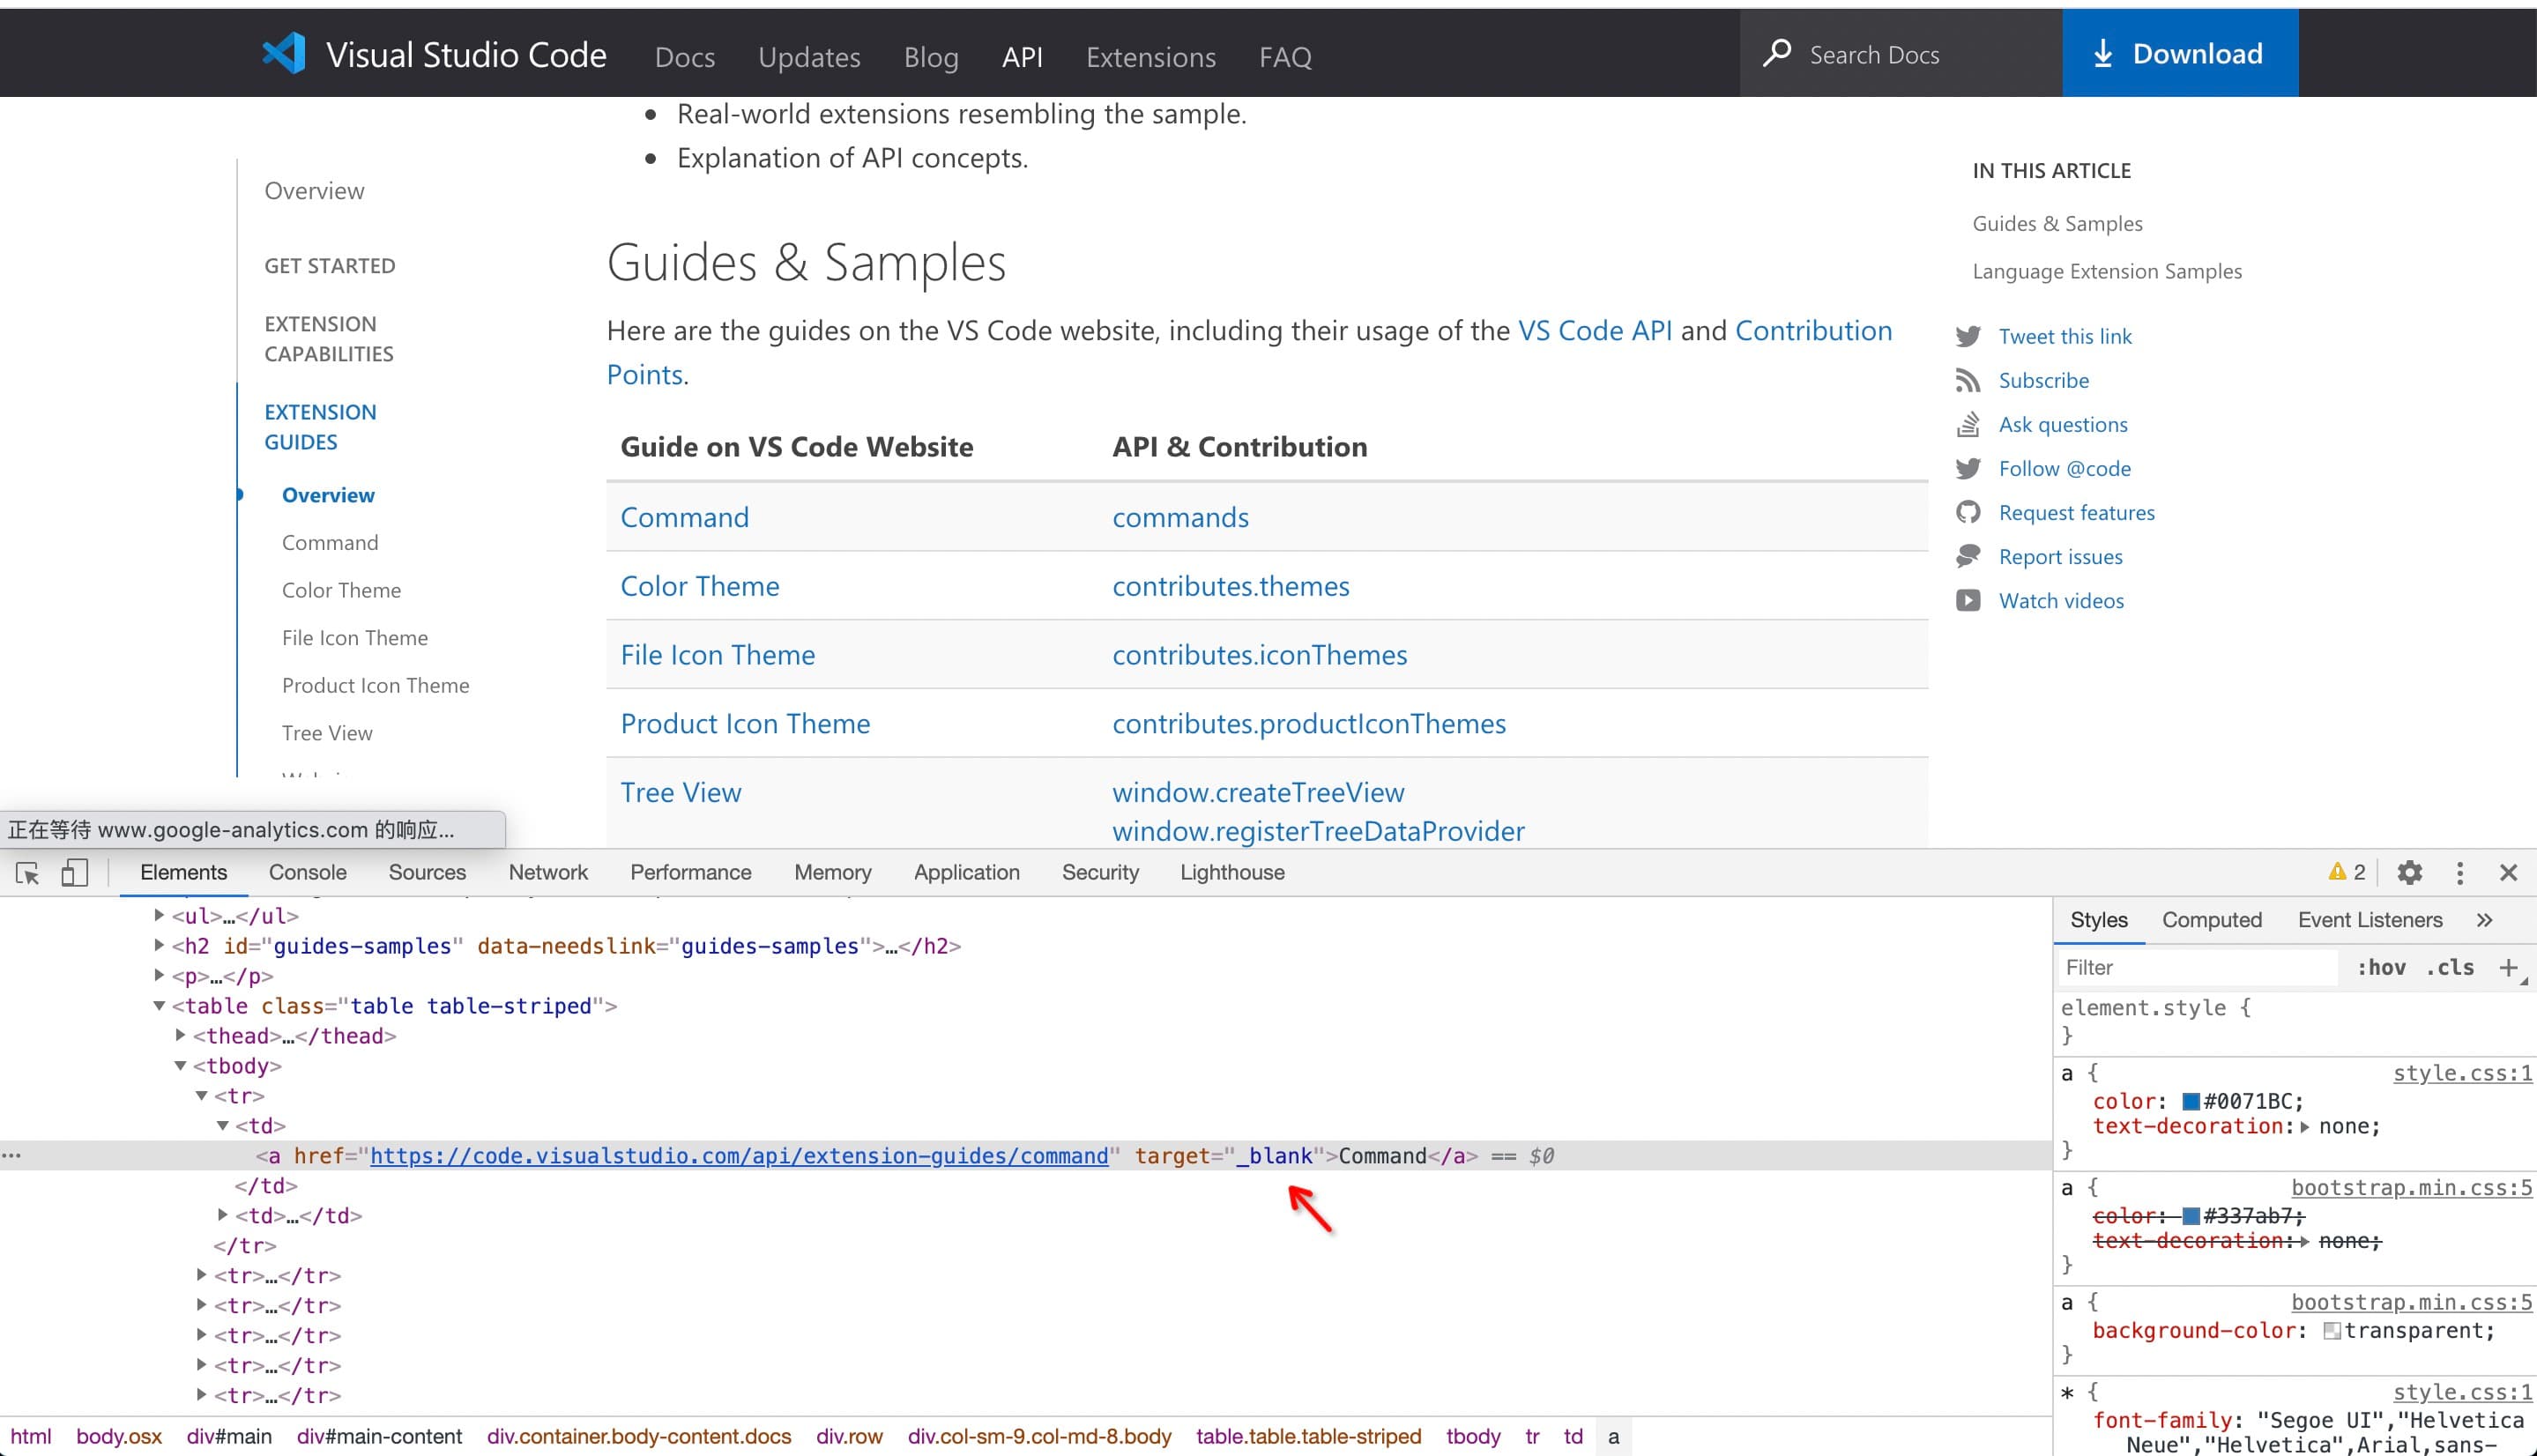 Visual Studio Code Docs Updates Blog API Extensions FAQ Search Docs Download
Real-world extensions resembling the sample.
Explanation of API concepts.
Overview
GET STARTED
EXTENSION
CAPABILITIES
EXTENSION
GUIDES
Overview
Command
Color Theme
File Icon Theme
Product Icon Theme
Tree View
Guides & Samples
Here are the guides on the VS Code website, including their usage of the VS Code API and Contribution
Points.
Guide on VS Code Website API & Contribution
Command commands
Color Theme contributes.themes
File Icon Theme contributes.iconThemes
Product Icon Theme contributes.productIconThemes
Tree View window.createTreeView
window.registerTreeDataProvider
IN THIS ARTICLE
Guides & Samples
Language Extension Samples
Tweet this link
Subscribe
Ask questions
Follow @code
Request features
Report issues
Watch videos
正在等待 www.google-analytics.com 的响应...
Elements Console Sources Network Performance Memory Application Security Lighthouse 2
<ul>…</ul>
<h2 id="guides-samples" data-needslink="guides-samples">…</h2>
<p>…</p>
<table class="table table-striped">
<thead>…</thead>
<tbody>
<tr>
<td>
<a href="https://code.visualstudio.com/api/extension-guides/command" target="_blank">Command</a> == $0
</td>
<td>…</td>
</tr>
<tr>…</tr>
<tr>…</tr>
<tr>…</tr>
<tr>…</tr>
<tr>…</tr>
html body.osx div#main div#main-content div.container.body-content.docs div.row div.col-sm-9.col-md-8.body table.table.table-striped tbody tr td a
Styles Computed Event Listeners »
Filter :hov .cls +
element.style {
}
a { style.css:1
color: #0071BC;
text-decoration: none;
}
a { bootstrap.min.css:5
color: #337ab7;
text-decoration: none;
}
a { bootstrap.min.css:5
background-color: transparent;
}
* { style.css:1
font-family: "Segoe UI","Helvetica
Neue","Helvetica",Arial,sans-